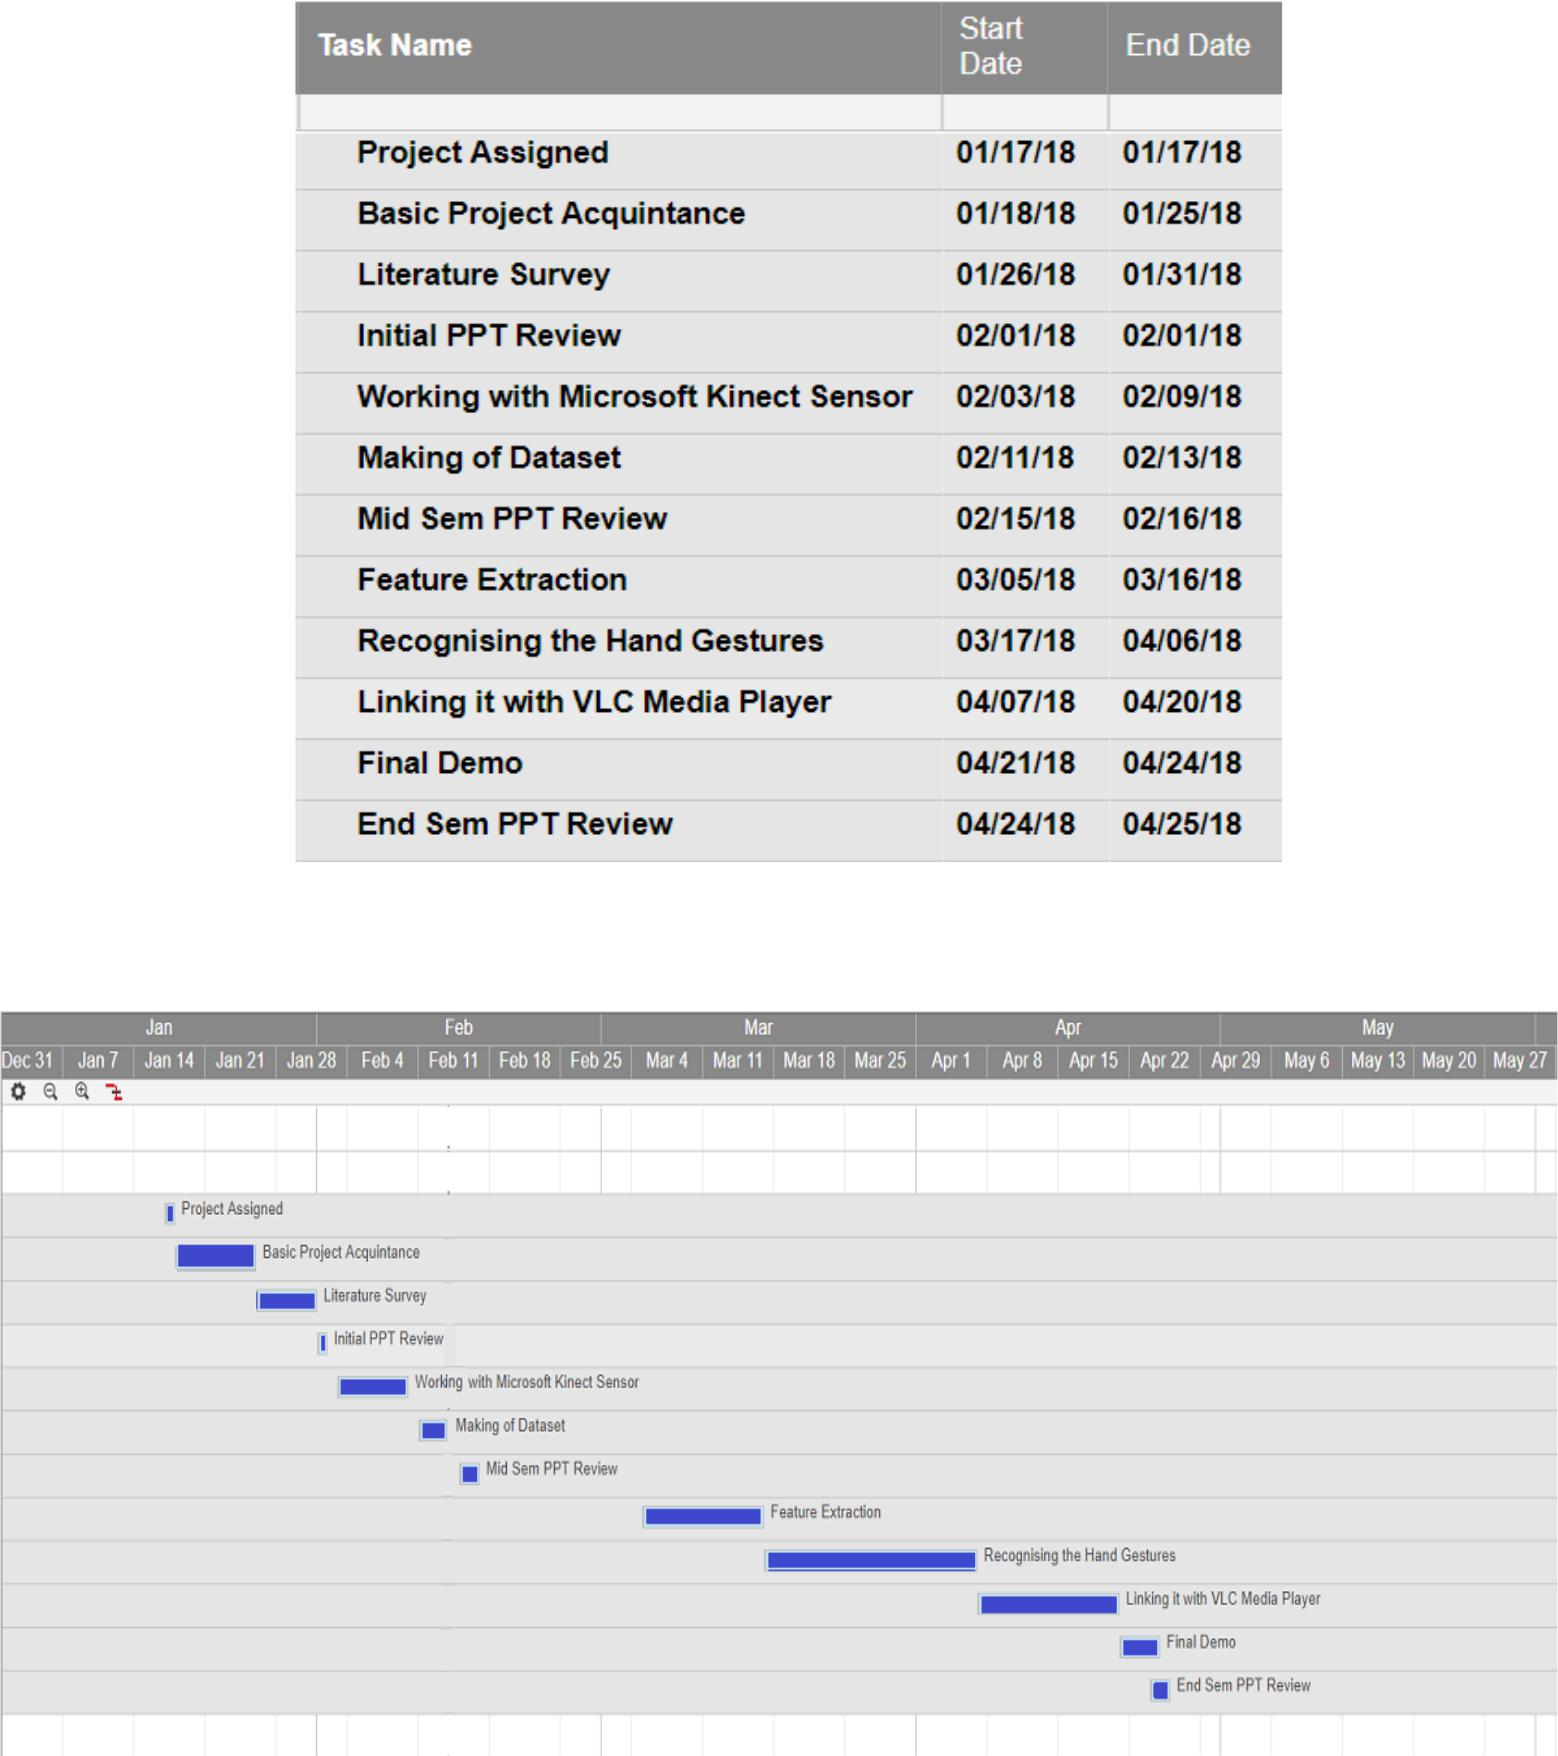 Task Name Start Date End Date
Project Assigned 01/17/18 01/17/18
Basic Project Acquintance 01/18/18 01/25/18
Literature Survey 01/26/18 01/31/18
Initial PPT Review 02/01/18 02/01/18
Working with Microsoft Kinect Sensor 02/03/18 02/09/18
Making of Dataset 02/11/18 02/13/18
Mid Sem PPT Review 02/15/18 02/16/18
Feature Extraction 03/05/18 03/16/18
Recognising the Hand Gestures 03/17/18 04/06/18
Linking it with VLC Media Player 04/07/18 04/20/18
Final Demo 04/21/18 04/24/18
End Sem PPT Review 04/24/18 04/25/18
Jan Feb Mar Apr May
Dec 31 Jan 7 Jan 14 Jan 21 Jan 28 Feb 4 Feb 11 Feb 18 Feb 25 Mar 4 Mar 11 Mar 18 Mar 25 Apr 1 Apr 8 Apr 15 Apr 22 Apr 29 May 6 May 13 May 20 May 27
Project Assigned
Basic Project Acquintance
Literature Survey
Initial PPT Review
Working with Microsoft Kinect Sensor
Making of Dataset
Mid Sem PPT Review
Feature Extraction
Recognising the Hand Gestures
Linking it with VLC Media Player
Final Demo
End Sem PPT Review